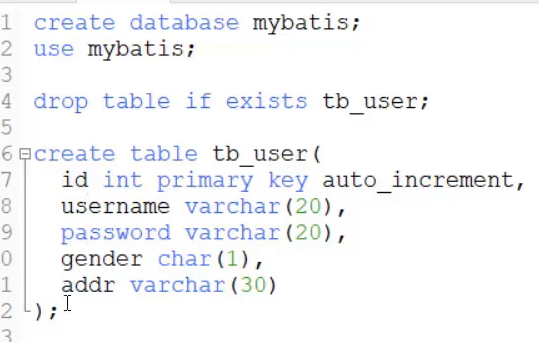 1 create database mybatis;
2 use mybatis;
3
4 drop table if exists tb_user;
5
6 create table tb_user(
7 id int primary key auto_increment,
8 username varchar(20),
9 password varchar(20),
0 gender char(1),
1 addr varchar(30)
2 );
3